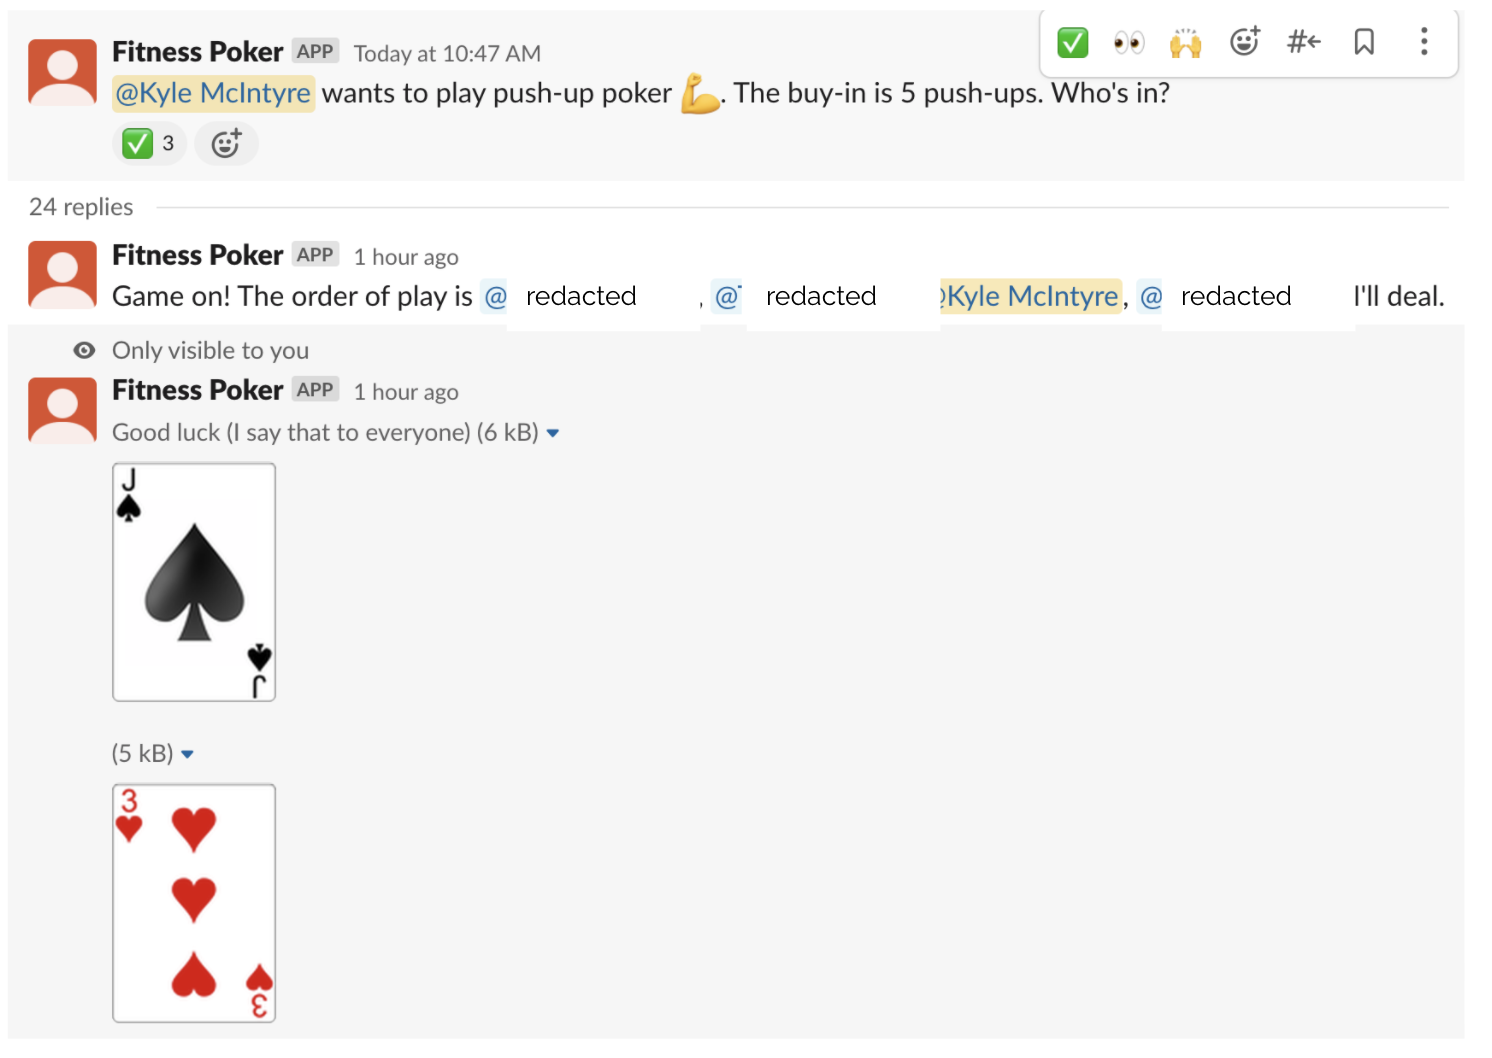 Fitness Poker APP Today at 10:47 AM
@Kyle McIntyre wants to play push-up poker 💪. The buy-in is 5 push-ups. Who's in?
✅ 3
24 replies
Fitness Poker APP 1 hour ago
Game on! The order of play is @ redacted , @ redacted @Kyle McIntyre, @ redacted I'll deal.
Only visible to you
Fitness Poker APP 1 hour ago
Good luck (I say that to everyone) (6 kB)
J
J
(5 kB)
3
3